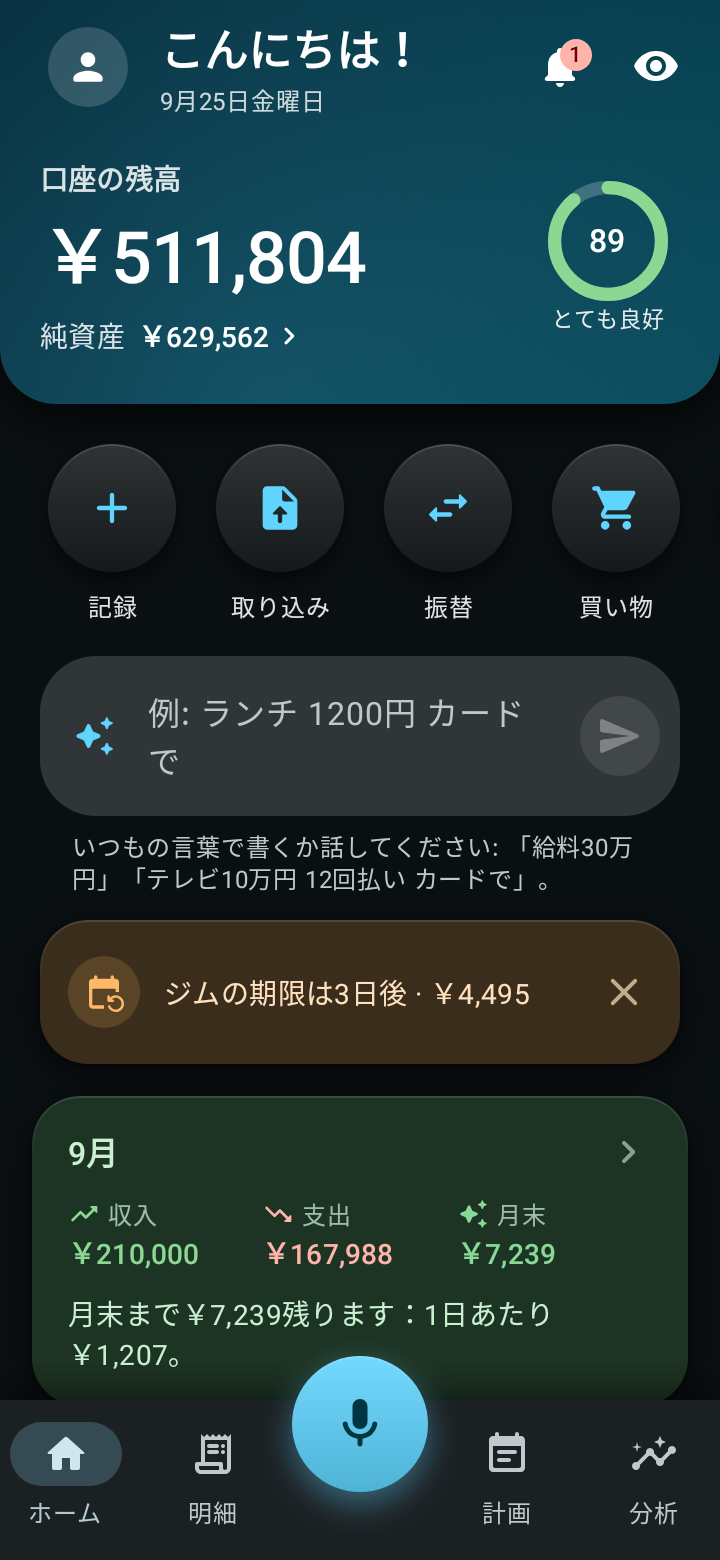 こんにちは！
9月25日金曜日
1
口座の残高
￥511,804
純資産 ￥629,562
89
とても良好
記録
取り込み
振替
買い物
例: ランチ 1200円 カード
で
いつもの言葉で書くか話してください: 「給料30万
円」「テレビ10万円 12回払い カードで」。
ジムの期限は3日後 · ￥4,495
9月
収入 支出 月末
￥210,000 ￥167,988 ￥7,239
月末まで￥7,239残ります：1日あたり
￥1,207。
ホーム
明細
計画
分析